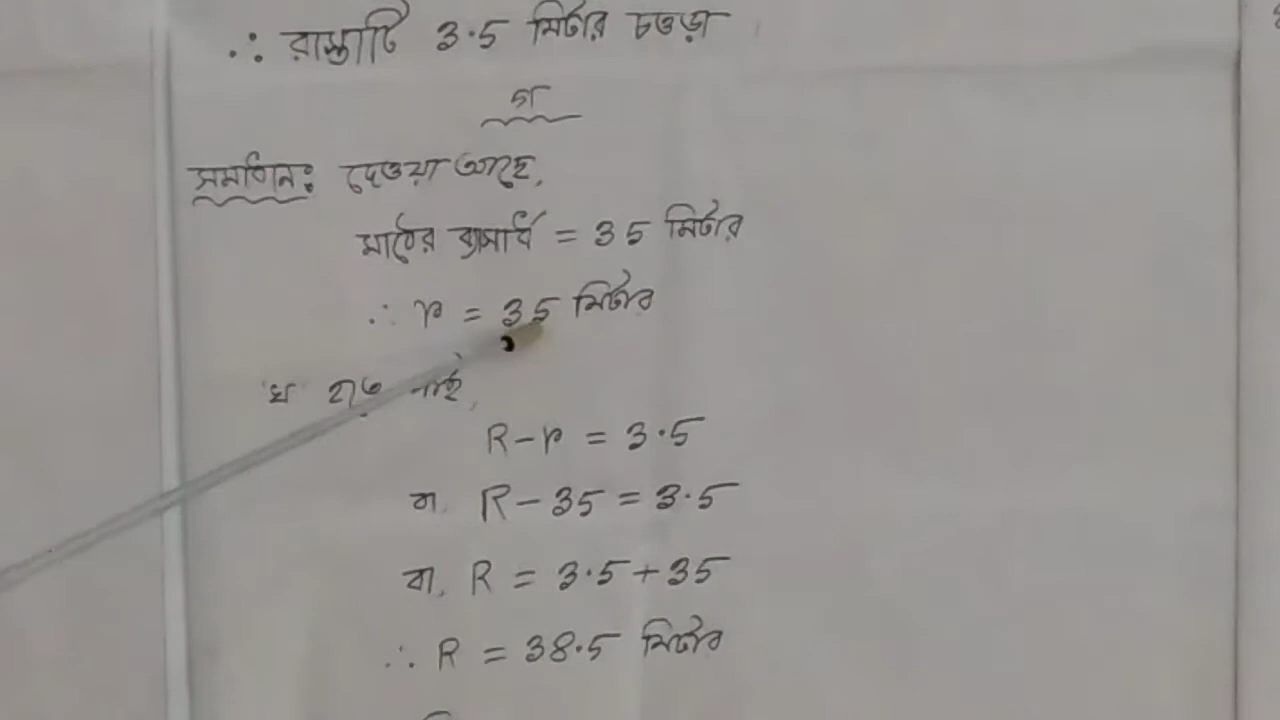 ∴ রাস্তাটি 3.5 মিটার চওড়া
গ
সমাধান: দেওয়া আছে,
মাঠের ব্যাসার্ধ = 35 মিটার
∴ r = 35 মিটার
'খ' হতে পাই,
R-r = 3.5
বা, R-35 = 3.5
বা, R = 3.5+35
∴ R = 38.5 মিটার